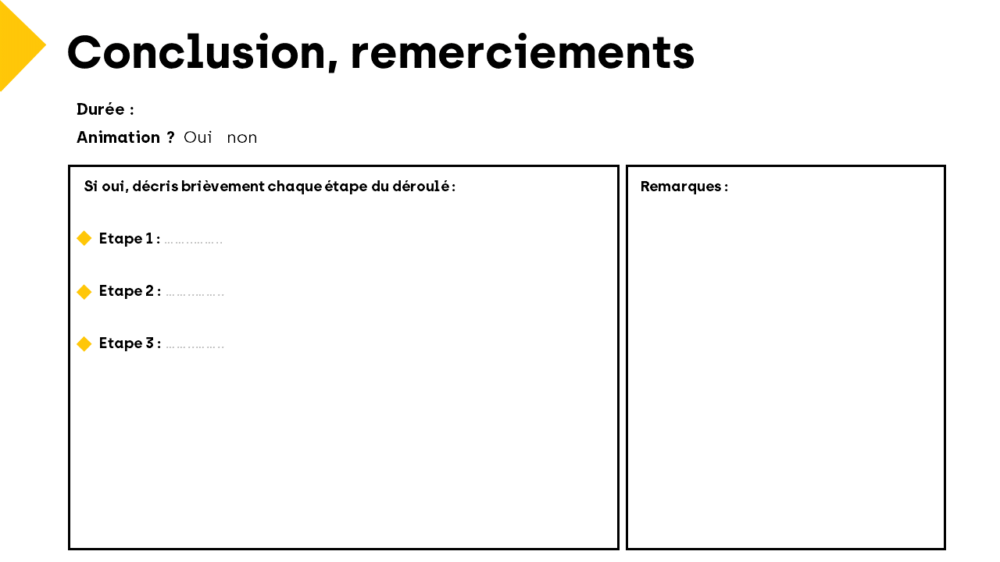 Conclusion, remerciements
Durée :
Animation ? Oui non
Si oui, décris brièvement chaque étape du déroulé :
Etape 1 : ……..……..
Etape 2 : ……..……..
Etape 3 : ……..……..
Remarques :